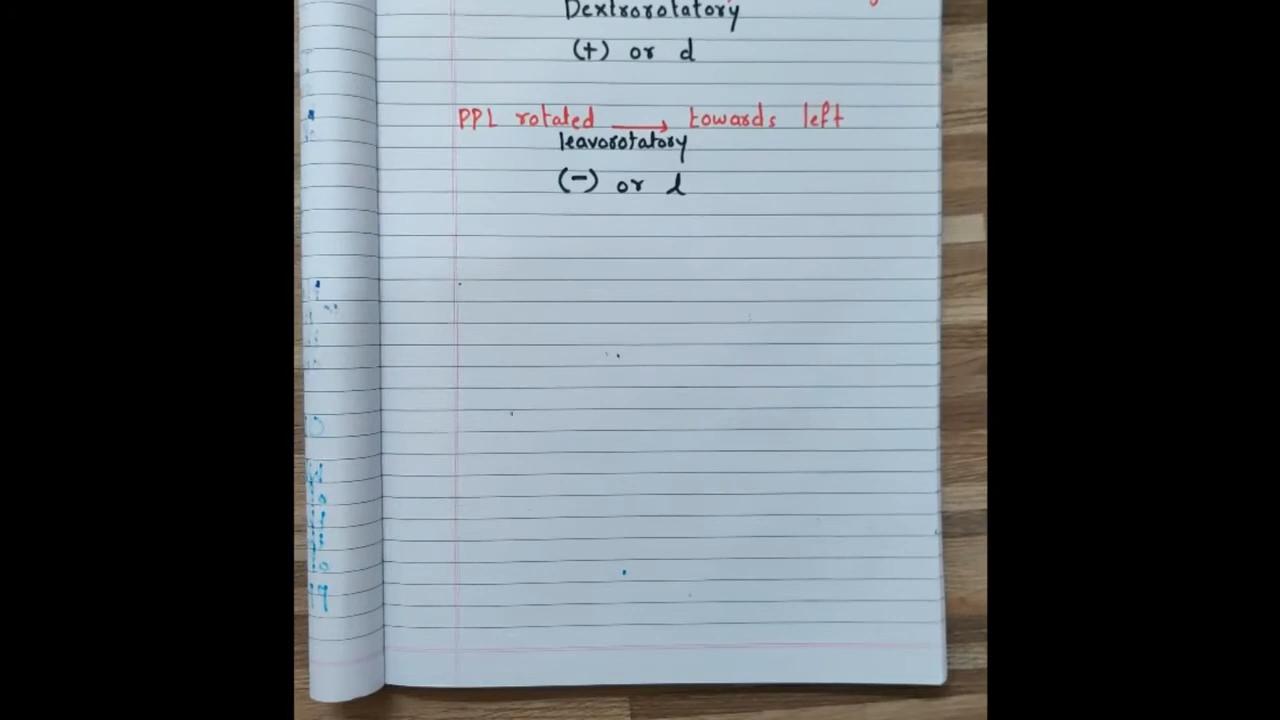 Dextrorotatory
(+) or d
PPL rotated → towards left
leavorotatory
(-) or l